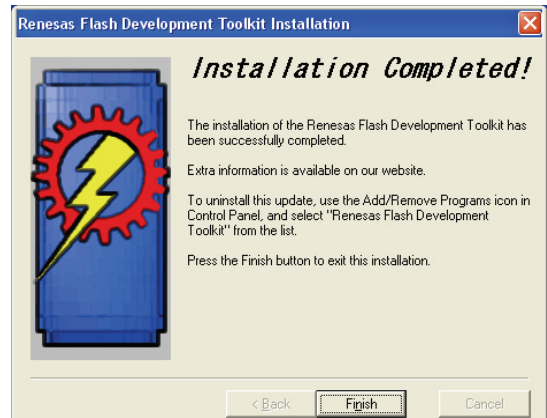 Renesas Flash Development Toolkit Installation
Installation Completed!
The installation of the Renesas Flash Development Toolkit has
been successfully completed.
Extra information is available on our website.
To uninstall this update, use the Add/Remove Programs icon in
Control Panel, and select "Renesas Flash Development
Toolkit" from the list.
Press the Finish button to exit this installation.
< Back Finish Cancel